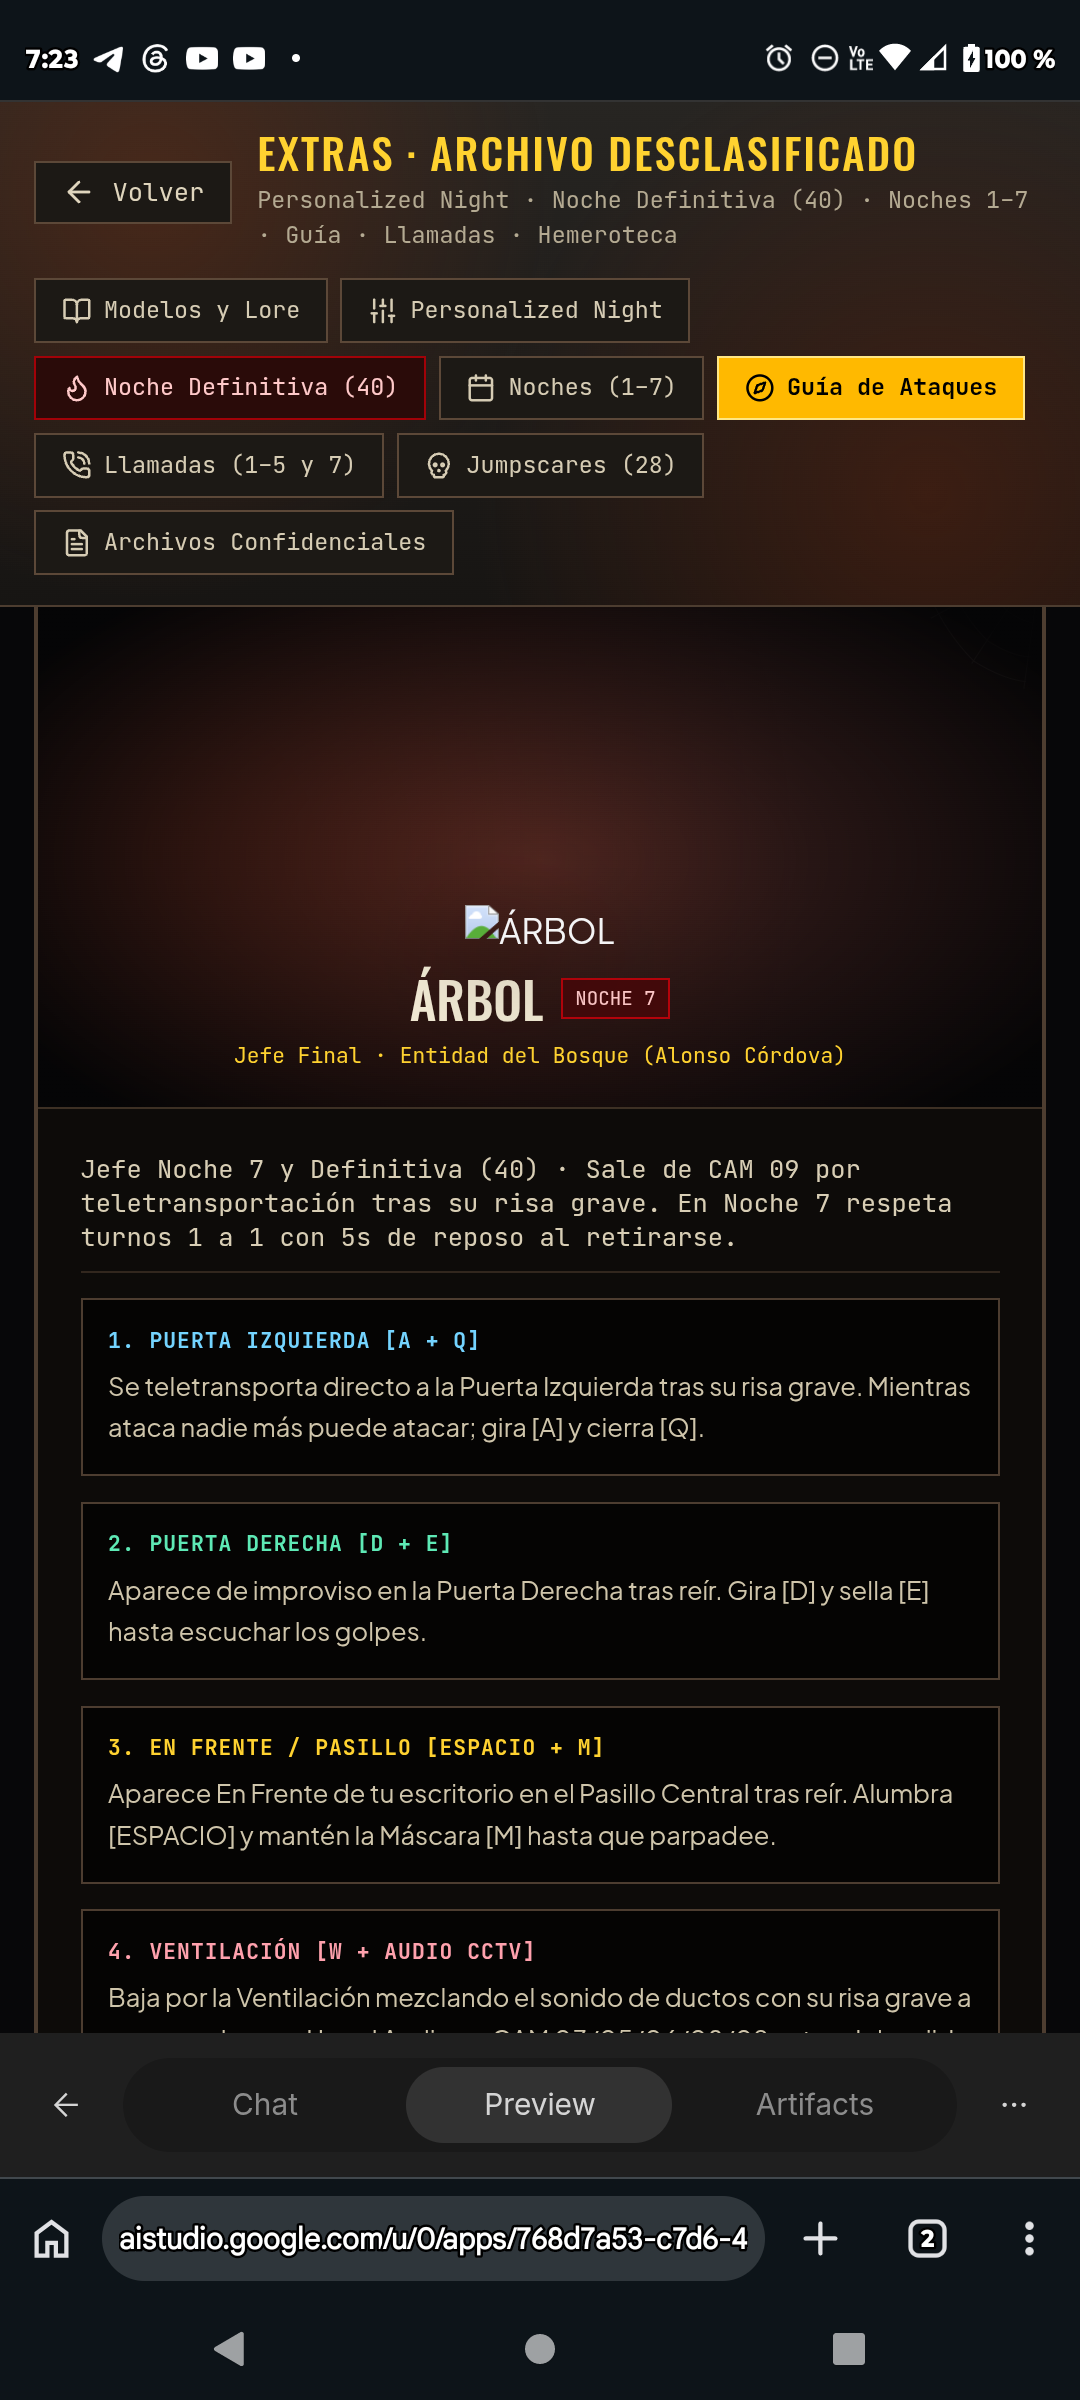 7:23
Vo LTE
100 %
EXTRAS · ARCHIVO DESCLASIFICADO
Volver
Personalized Night · Noche Definitiva (40) · Noches 1–7
· Guía · Llamadas · Hemeroteca
Modelos y Lore
Personalized Night
Noche Definitiva (40)
Noches (1–7)
Guía de Ataques
Llamadas (1–5 y 7)
Jumpscares (28)
Archivos Confidenciales
ÁRBOL
ÁRBOL
NOCHE 7
Jefe Final · Entidad del Bosque (Alonso Córdova)
Jefe Noche 7 y Definitiva (40) · Sale de CAM 09 por
teletransportación tras su risa grave. En Noche 7 respeta
turnos 1 a 1 con 5s de reposo al retirarse.
1. PUERTA IZQUIERDA [A + Q]
Se teletransporta directo a la Puerta Izquierda tras su risa grave. Mientras
ataca nadie más puede atacar; gira [A] y cierra [Q].
2. PUERTA DERECHA [D + E]
Aparece de improviso en la Puerta Derecha tras reír. Gira [D] y sella [E]
hasta escuchar los golpes.
3. EN FRENTE / PASILLO [ESPACIO + M]
Aparece En Frente de tu escritorio en el Pasillo Central tras reír. Alumbra
[ESPACIO] y mantén la Máscara [M] hasta que parpadee.
4. VENTILACIÓN [W + AUDIO CCTV]
Baja por la Ventilación mezclando el sonido de ductos con su risa grave a
Chat
Preview
Artifacts
aistudio.google.com/u/0/apps/768d7a53-c7d6-4
2